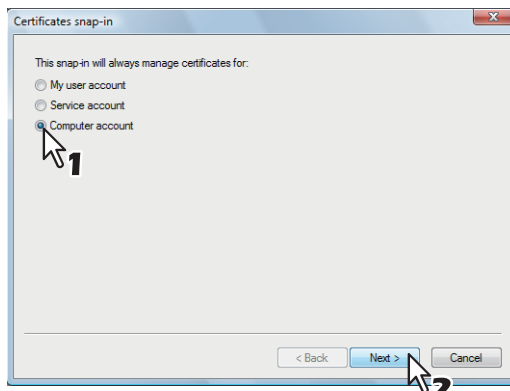 Certificates snap-in
This snap-in will always manage certificates for:
My user account
Service account
Computer account
1
< Back Next > Cancel
2